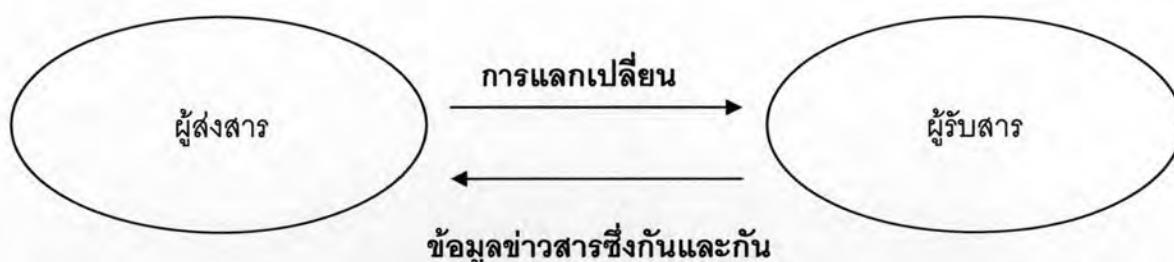 การแลกเปลี่ยน
ผู้ส่งสาร
ผู้รับสาร
ข้อมูลข่าวสารซึ่งกันและกัน